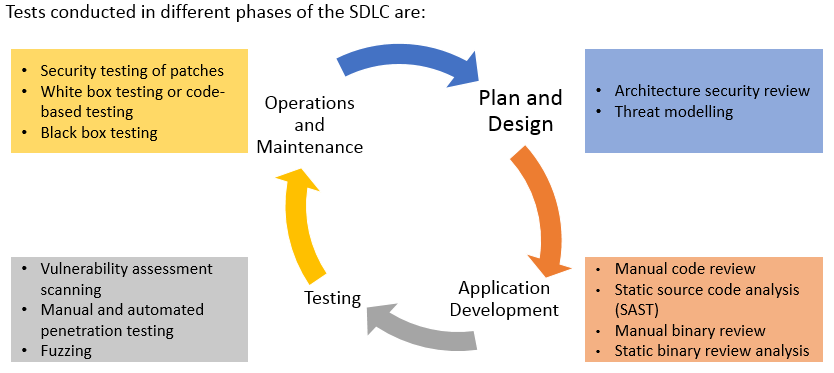 Tests conducted in different phases of the SDLC are:
• Security testing of patches
• White box testing or code-
based testing
• Black box testing
Operations
and
Maintenance
Plan and
Design
• Architecture security review
• Threat modelling
• Vulnerability assessment
scanning
• Manual and automated
penetration testing
• Fuzzing
Testing
Application
Development
• Manual code review
• Static source code analysis
(SAST)
• Manual binary review
• Static binary review analysis